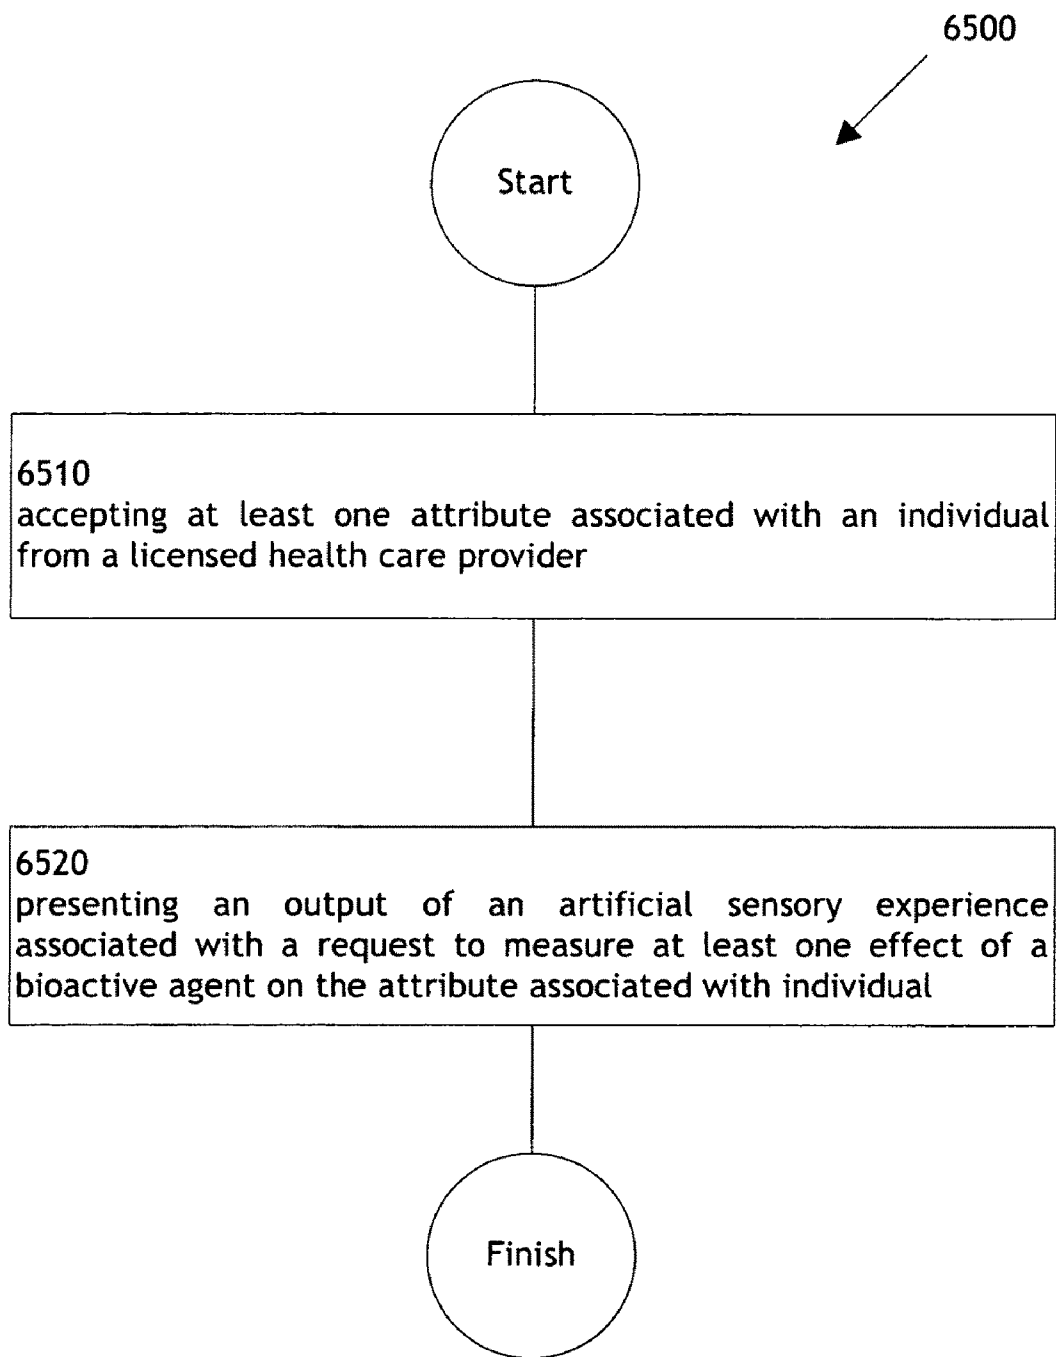 6500
Start
6510
accepting at least one attribute associated with an individual
from a licensed health care provider
6520
presenting an output of an artificial sensory experience
associated with a request to measure at least one effect of a
bioactive agent on the attribute associated with individual
Finish